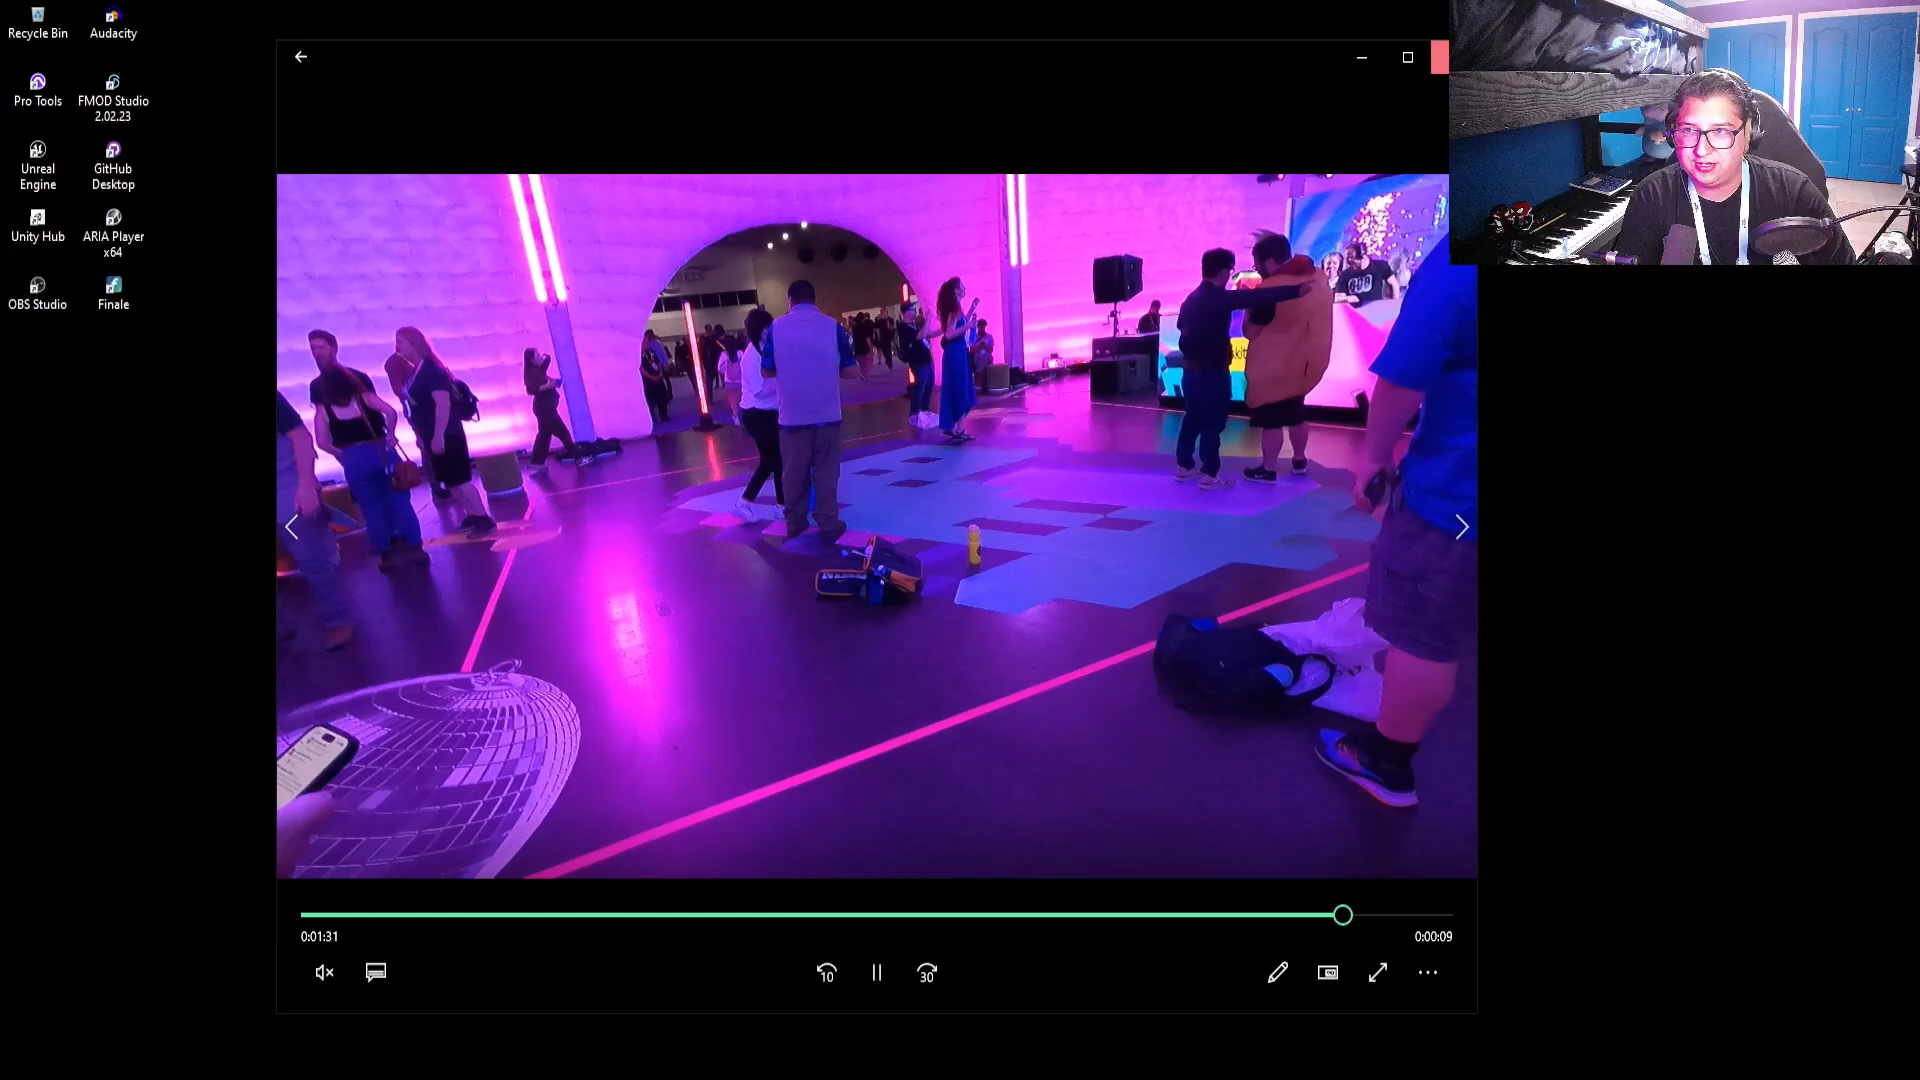 Recycle Bin
Audacity
Pro Tools
FMOD Studio
2.02.23
Unreal
Engine
GitHub
Desktop
Unity Hub
ARIA Player
x64
OBS Studio
Finale
0:01:31
0:00:09
10
30